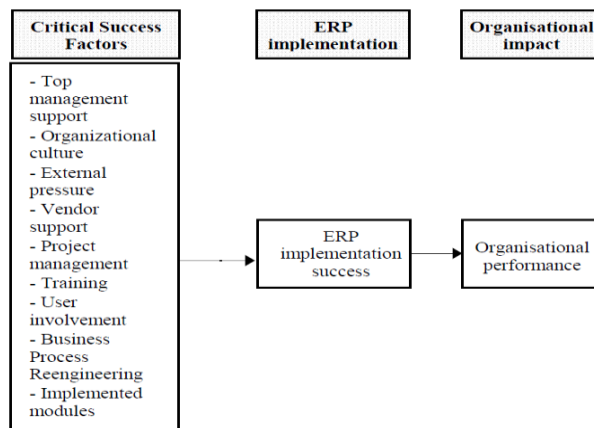 Critical Success
Factors
ERP
implementation
Organisational
impact
- Top
management
support
- Organizational
culture
- External
pressure
- Vendor
support
- Project
management
- Training
- User
involvement
- Business
Process
Reengineering
- Implemented
modules
ERP
implementation
success
Organisational
performance